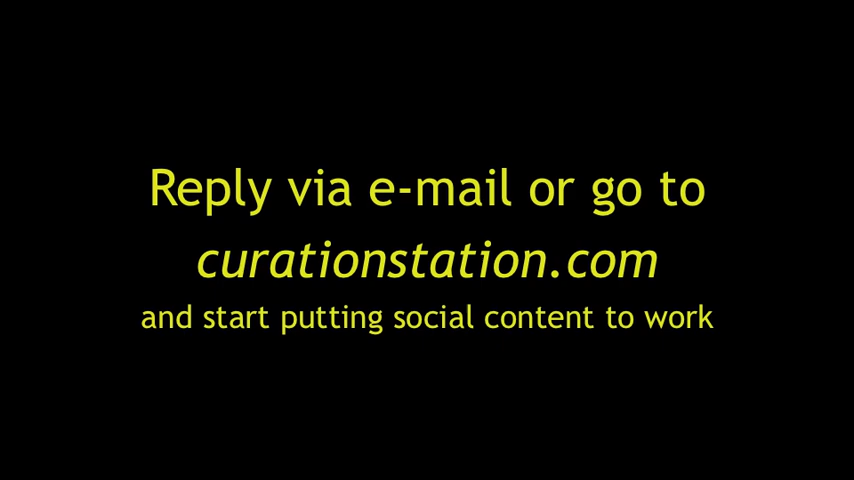 Reply via e-mail or go to
curationstation.com
and start putting social content to work